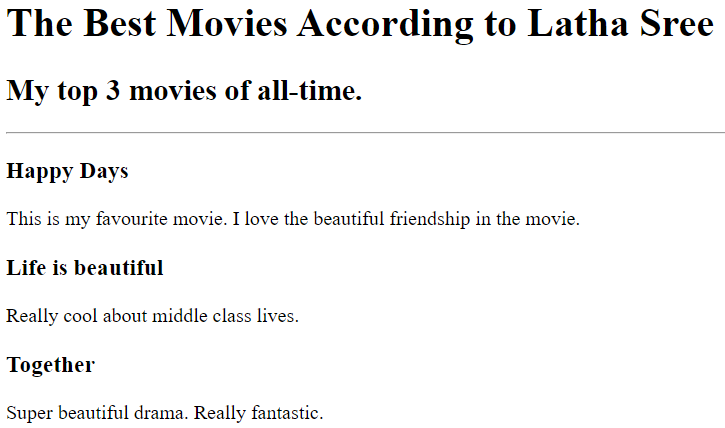 The Best Movies According to Latha Sree
My top 3 movies of all-time.
Happy Days
This is my favourite movie. I love the beautiful friendship in the movie.
Life is beautiful
Really cool about middle class lives.
Together
Super beautiful drama. Really fantastic.